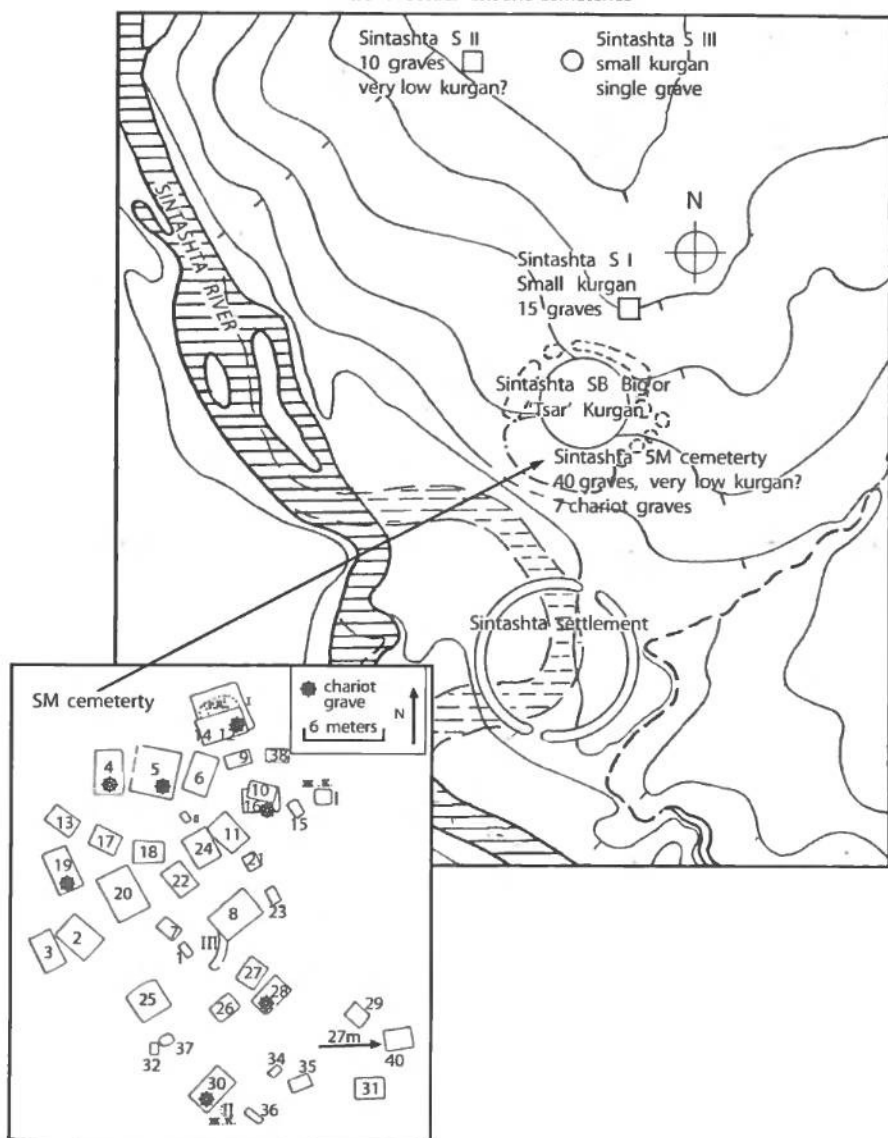 Sintashta S II
10 graves
very low kurgan?
Sintashta S III
small kurgan
single grave
SINTASHTA RIVER
N
Sintashta S I
Small kurgan
15 graves
Sintashta SB Big or
'Tsar' Kurgan
Sintashta SM cemeterty
40 graves, very low kurgan?
7 chariot graves
Sintashta settlement
SM cemeterty
chariot
grave
6 meters
N
I
14 12
4
5
6
9
38
10
16
ж.к.
I
15
13
17
18
11
24
21
19
20
22
8
23
3
2
7
1
III
27
28
25
26
29
27m
40
37
32
34
35
31
30
II
ж.к.
36